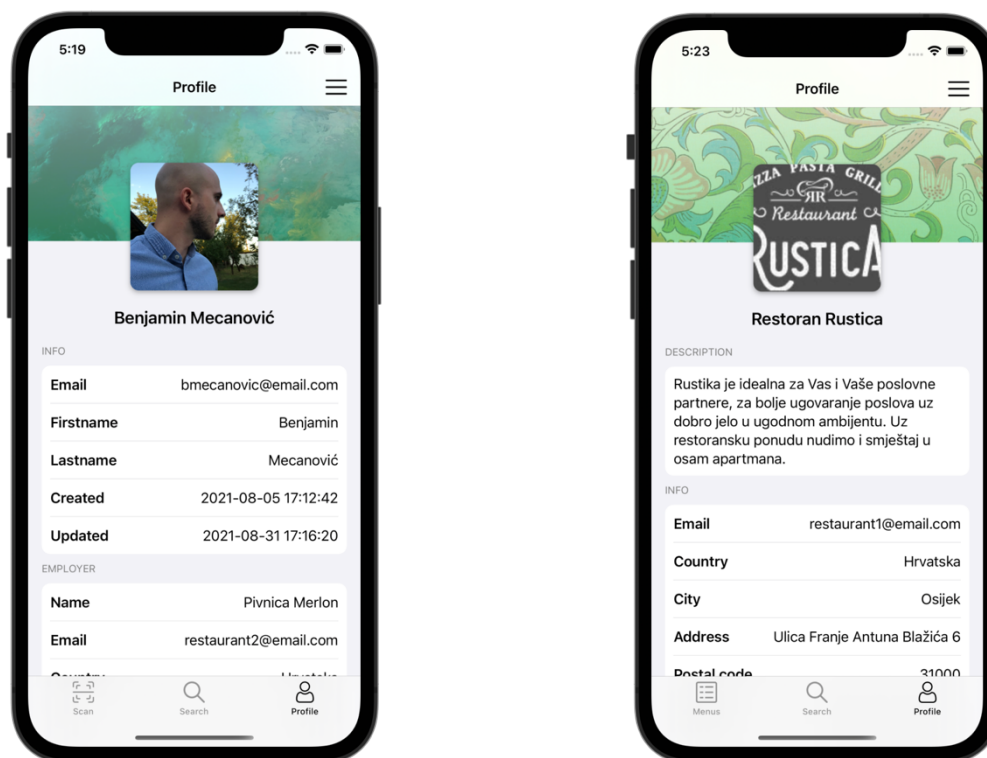 5:19
Profile
Benjamin Mecanović
INFO
Email bmecanovic@email.com
Firstname Benjamin
Lastname Mecanović
Created 2021-08-05 17:12:42
Updated 2021-08-31 17:16:20
EMPLOYER
Name Pivnica Merlon
Email restaurant2@email.com
Country Hrvatska
Scan Search Profile
5:23
Profile
PASTA GRILL
RR
Restaurant
RUSTICA
Restoran Rustica
DESCRIPTION
Rustika je idealna za Vas i Vaše poslovne
partnere, za bolje ugovaranje poslova uz
dobro jelo u ugodnom ambijentu. Uz
restoransku ponudu nudimo i smještaj u
osam apartmana.
INFO
Email restaurant1@email.com
Country Hrvatska
City Osijek
Address Ulica Franje Antuna Blažića 6
Postal code 31000
Menus Search Profile